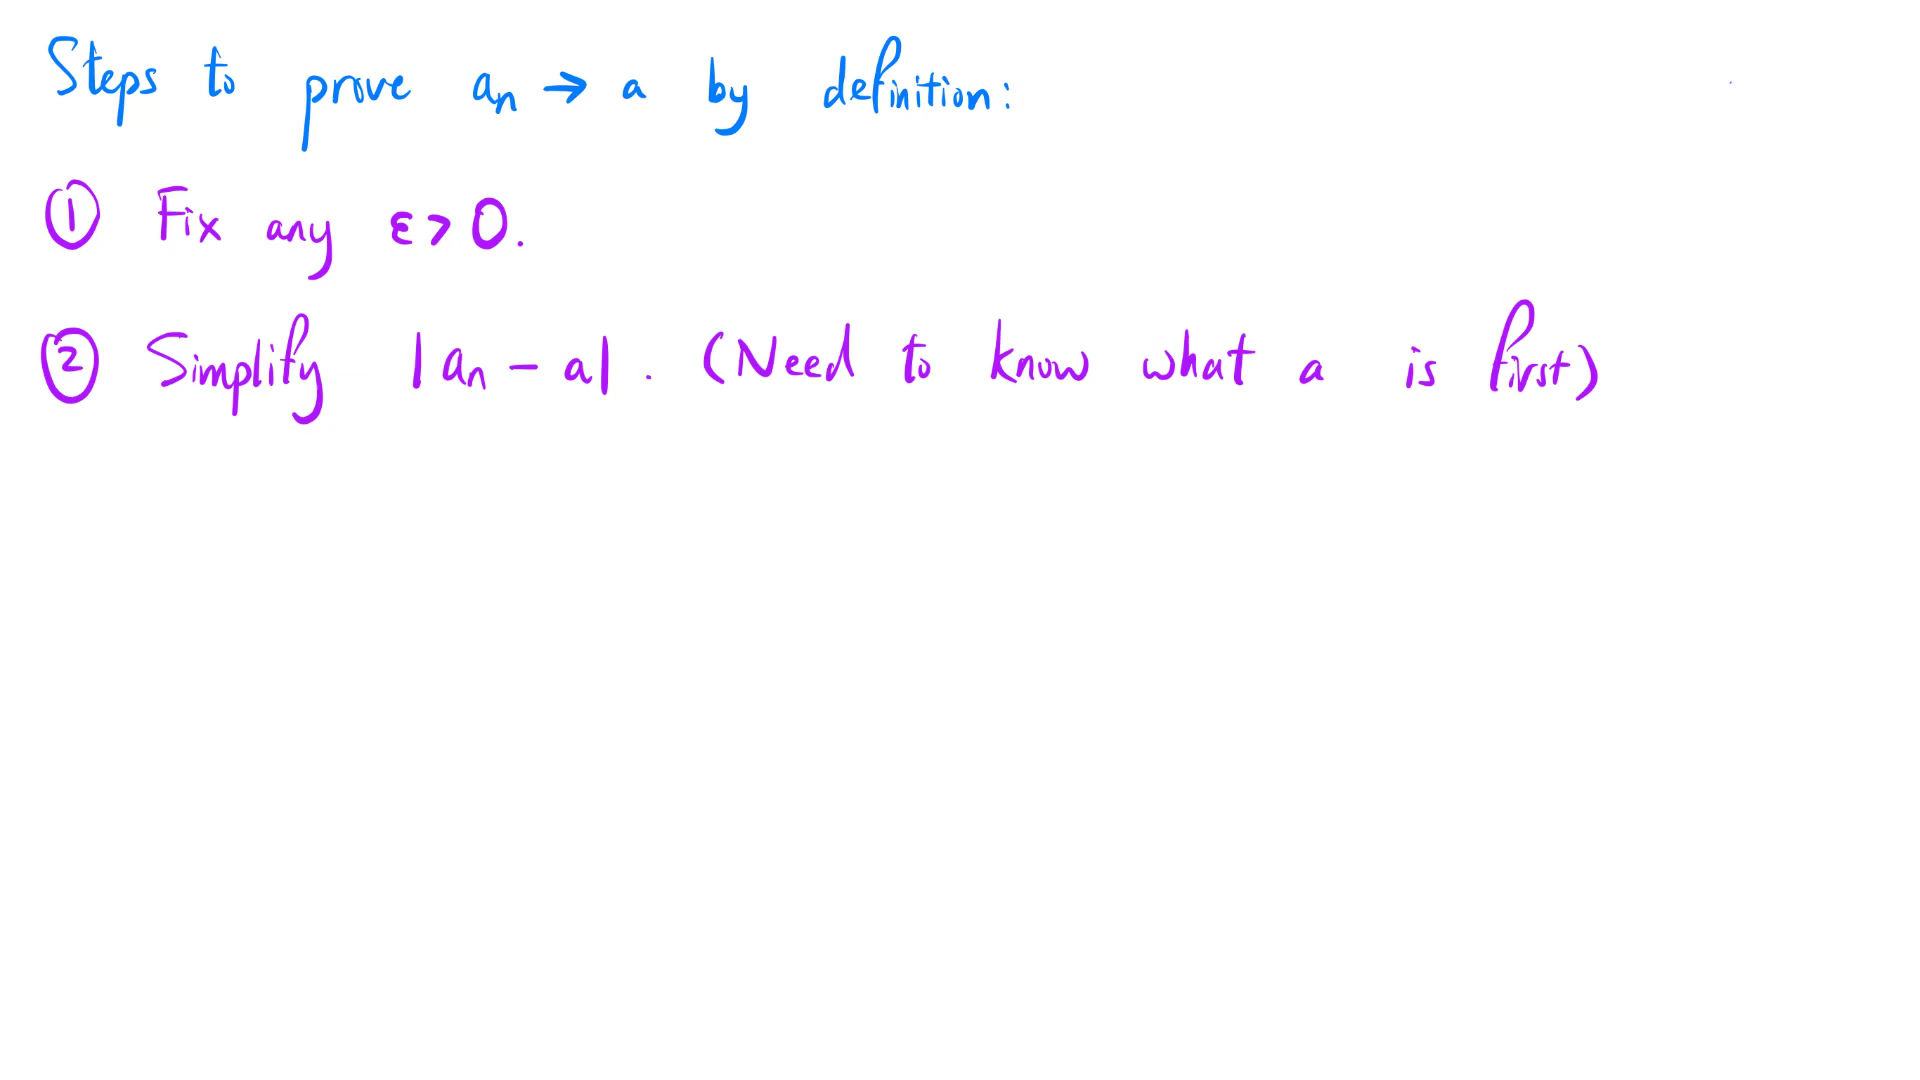 Steps to prove aₙ → a by definition:
① Fix any ε > 0.
② Simplify |aₙ - a|. (Need to know what a is first)